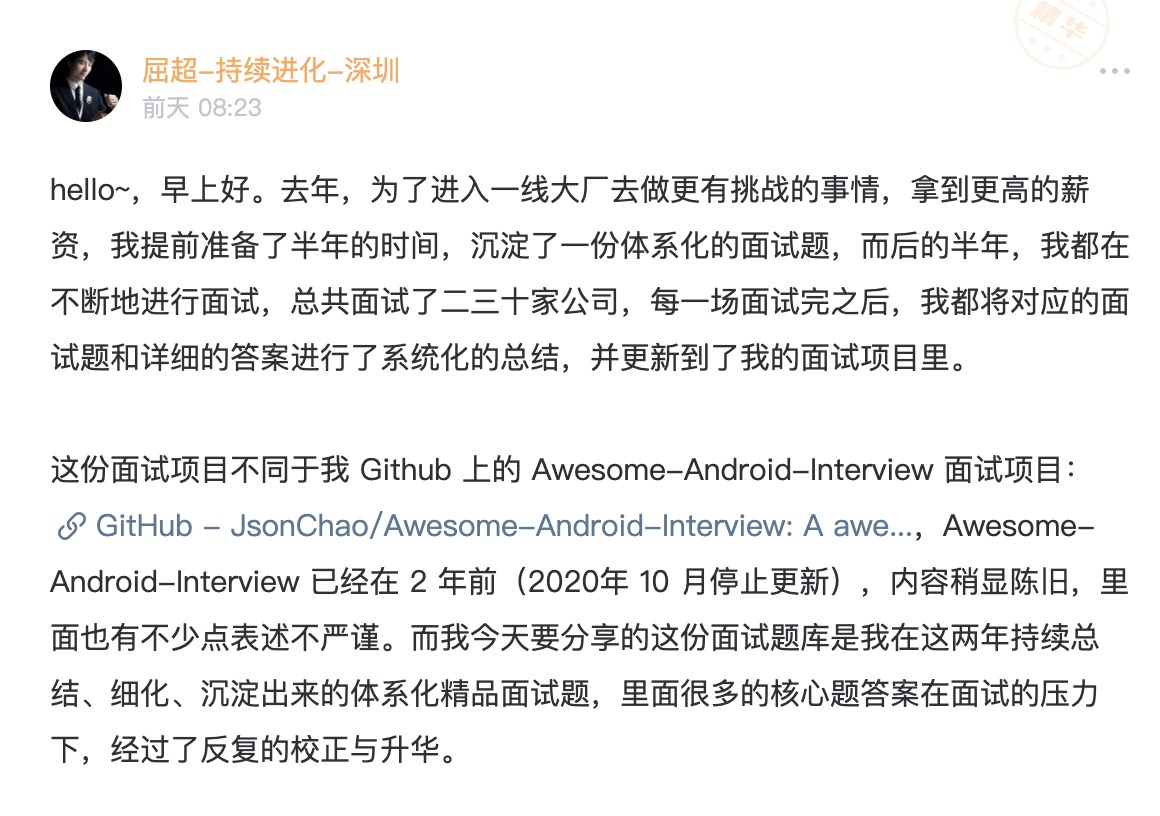 精华
屈超-持续进化-深圳
前天 08:23
hello~，早上好。去年，为了进入一线大厂去做更有挑战的事情，拿到更高的薪
资，我提前准备了半年的时间，沉淀了一份体系化的面试题，而后的半年，我都在
不断地进行面试，总共面试了二三十家公司，每一场面试完之后，我都将对应的面
试题和详细的答案进行了系统化的总结，并更新到了我的面试项目里。
这份面试项目不同于我 Github 上的 Awesome-Android-Interview 面试项目：
GitHub - JsonChao/Awesome-Android-Interview: A awe...，Awesome-
Android-Interview 已经在 2 年前（2020年 10 月停止更新），内容稍显陈旧，里
面也有不少点表述不严谨。而我今天要分享的这份面试题库是我在这两年持续总
结、细化、沉淀出来的体系化精品面试题，里面很多的核心题答案在面试的压力
下，经过了反复的校正与升华。